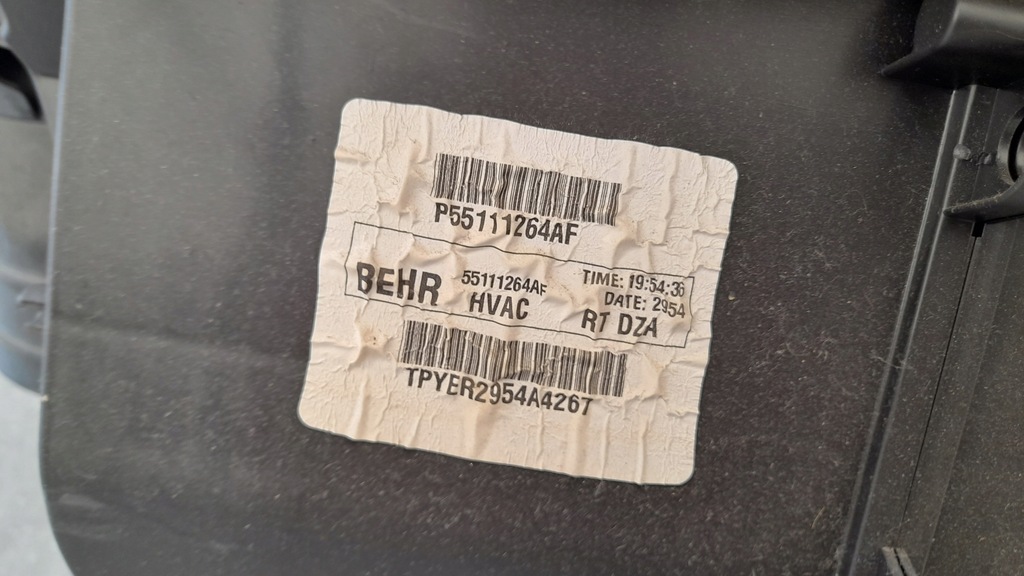 P55111264AF
BEHR
55111264AF
HVAC
TIME: 19:54:36
DATE: 2954
RT DZA
TPYER2954A4267